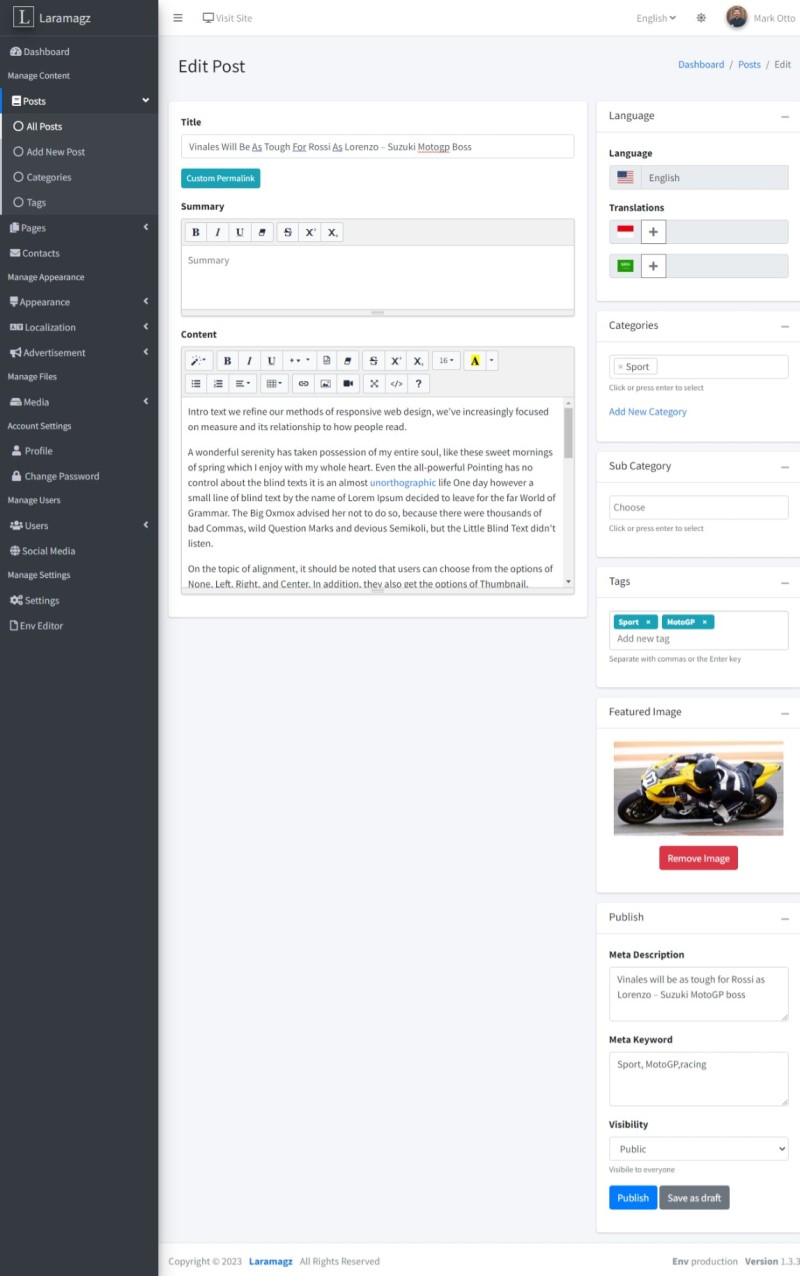 L Laramagz
Visit Site
English
Mark Otto
Dashboard
Manage Content
Posts
All Posts
Add New Post
Categories
Tags
Pages
Contacts
Manage Appearance
Appearance
Localization
Advertisement
Manage Files
Media
Account Settings
Profile
Change Password
Manage Users
Users
Social Media
Manage Settings
Settings
Env Editor
Edit Post
Dashboard / Posts / Edit
Title
Vinales Will Be As Tough For Rossi As Lorenzo – Suzuki Motogp Boss
Custom Permalink
Summary
B I U S X X
Summary
Content
B I U S X X 16 A
</> ?
Intro text we refine our methods of responsive web design, we've increasingly focused
on measure and its relationship to how people read.
A wonderful serenity has taken possession of my entire soul, like these sweet mornings
of spring which I enjoy with my whole heart. Even the all-powerful Pointing has no
control about the blind texts it is an almost unorthographic life One day however a
small line of blind text by the name of Lorem Ipsum decided to leave for the far World of
Grammar. The Big Oxmox advised her not to do so, because there were thousands of
bad Commas, wild Question Marks and devious Semikoli, but the Little Blind Text didn't
listen.
On the topic of alignment, it should be noted that users can choose from the options of
None, Left, Right, and Center. In addition, they also get the options of Thumbnail,
Language
Language
English
Translations
+
+
Categories
× Sport
Click or press enter to select
Add New Category
Sub Category
Choose
Click or press enter to select
Tags
Sport × MotoGP ×
Add new tag
Separate with commas or the Enter key
Featured Image
Remove Image
Publish
Meta Description
Vinales will be as tough for Rossi as
Lorenzo – Suzuki MotoGP boss
Meta Keyword
Sport, MotoGP,racing
Visibility
Public
Visibile to everyone
Publish
Save as draft
Copyright © 2023 Laramagz All Rights Reserved
Env production Version 1.3.3